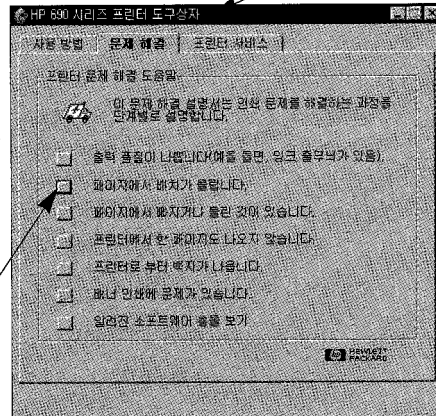 HP 690 시리즈 프린터 도구상자
사용 방법 문제 해결 프린터 서비스
프린터 문제 해결 도움말
이 문제 해결 설명서는 인쇄 문제를 해결하는 과정을
단계별로 설명합니다.
출력 품질이 나쁩니다(예를 들면, 잉크 줄무늬가 있음).
페이지에서 배치가 틀립니다.
페이지에서 빠지거나 틀린 것이 있습니다.
프린터에서 한 페이지도 나오지 않습니다.
프린터로 부터 백지가 나옵니다.
배너 인쇄에 문제가 있습니다.
알려진 소프트웨어 충돌 보기
hp HEWLETT
PACKARD